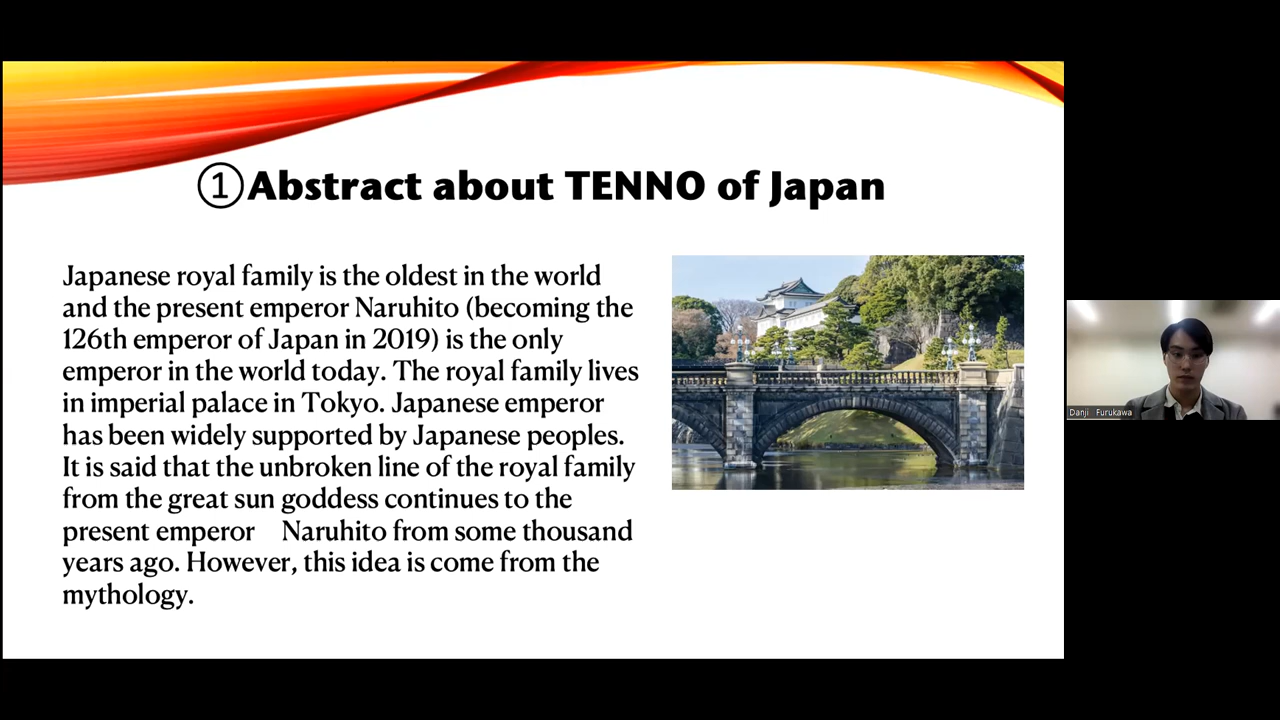 ①Abstract about TENNO of Japan
Japanese royal family is the oldest in the world
and the present emperor Naruhito (becoming the
126th emperor of Japan in 2019) is the only
emperor in the world today. The royal family lives
in imperial palace in Tokyo. Japanese emperor
has been widely supported by Japanese peoples.
It is said that the unbroken line of the royal family
from the great sun goddess continues to the
present emperor　Naruhito from some thousand
years ago. However, this idea is come from the
mythology.
Danji Furukawa